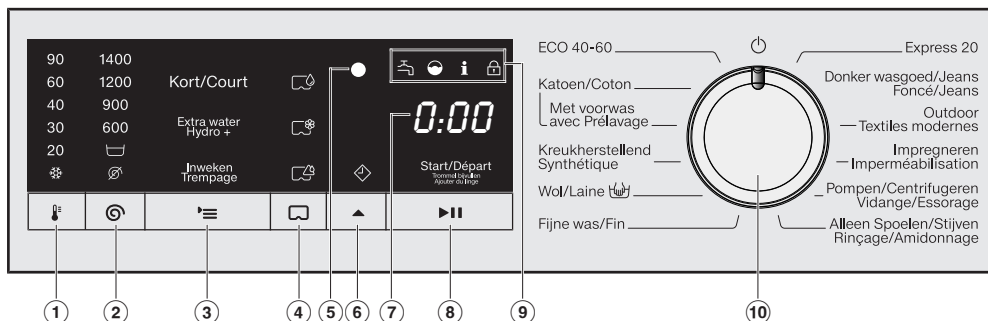 90 1400
60 1200 Kort/Court
40 900
30 600 Extra water
Hydro +
20
Inweken
Trempage
0:00
Start/Départ
Trommel bijvullen
Ajouter du linge
i
ECO 40-60
Katoen/Coton
Met voorwas
avec Prélavage
Kreukherstellend
Synthétique
Wol/Laine
Fijne was/Fin
Express 20
Donker wasgoed/Jeans
Foncé/Jeans
Outdoor
Textiles modernes
Impregneren
Imperméabilisation
Pompen/Centrifugeren
Vidange/Essorage
Alleen Spoelen/Stijven
Rinçage/Amidonnage
1 2 3 4 5 6 7 8 9 10